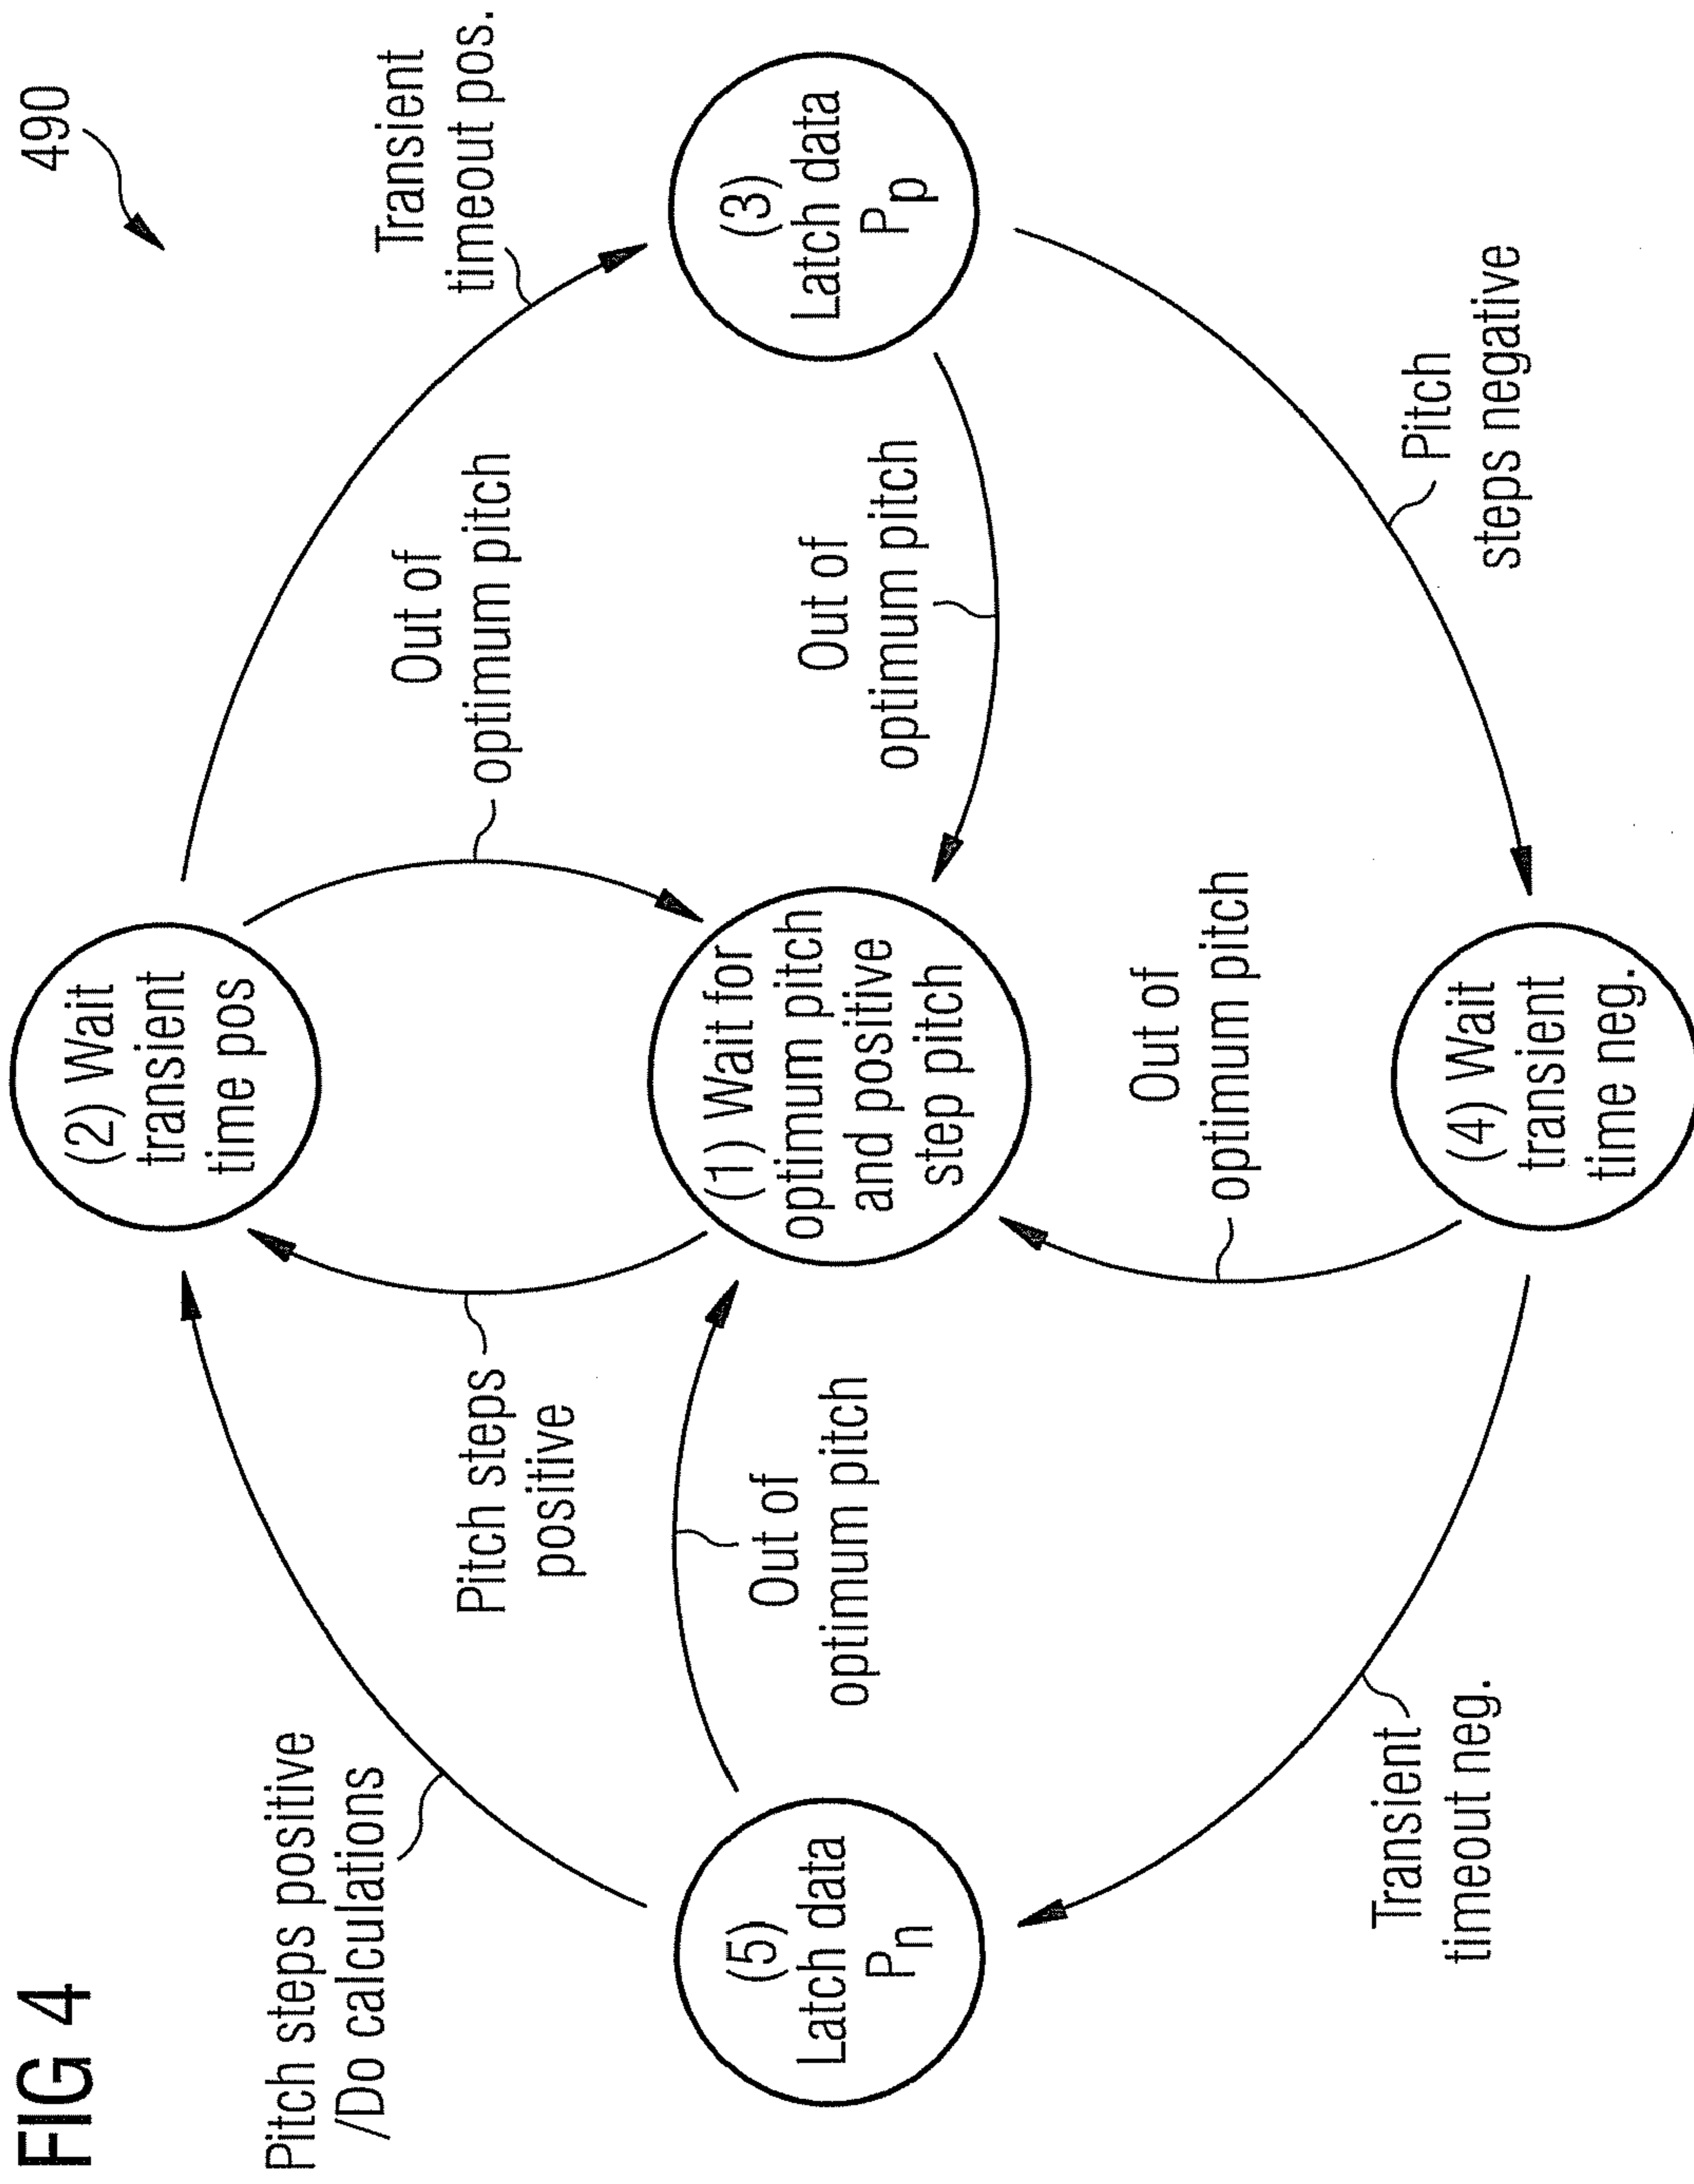 FIG 4
490
Pitch steps positive
/Do calculations
(2) Wait
transient
time pos
Transient
timeout pos.
Out of
optimum pitch
Pitch steps
positive
(5)
Latch data
Pn
Out of
optimum pitch
(1) Wait for
optimum pitch
and positive
step pitch
Out of
optimum pitch
(3)
Latch data
Pp
Out of
optimum pitch
Transient
timeout neg.
(4) Wait
transient
time neg.
Pitch
steps negative